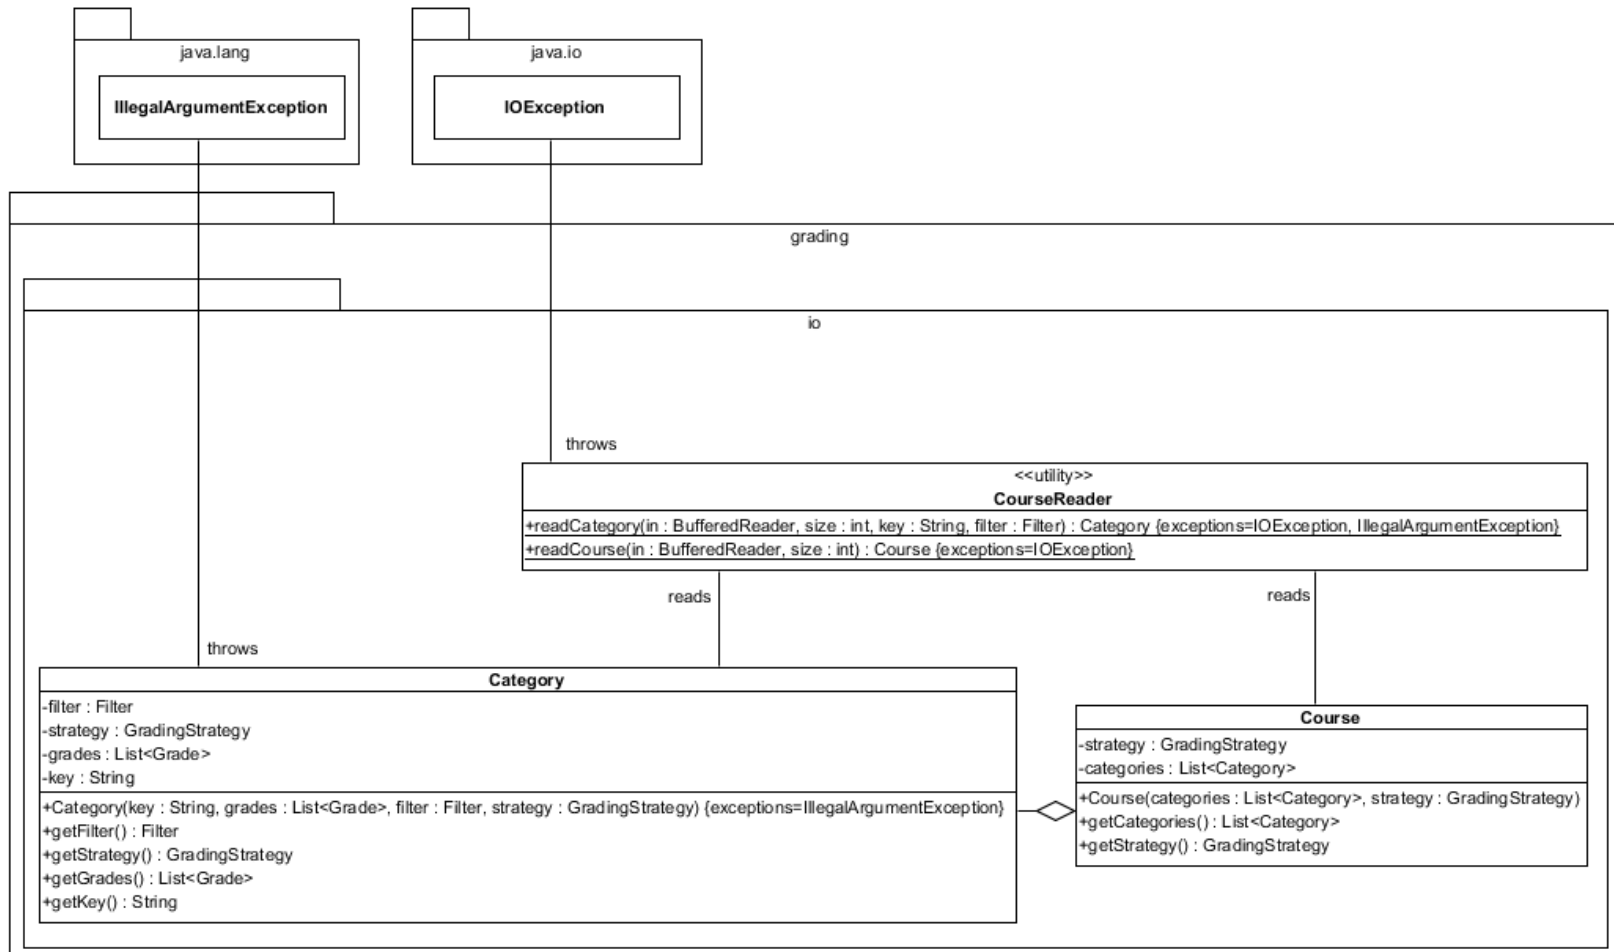 java.lang
java.io
IllegalArgumentException
IOException
grading
io
throws
<<utility>>
CourseReader
+readCategory(in : BufferedReader, size : int, key : String, filter : Filter) : Category {exceptions=IOException, IllegalArgumentException}
+readCourse(in : BufferedReader, size : int) : Course {exceptions=IOException}
reads
reads
throws
Category
-filter : Filter
-strategy : GradingStrategy
-grades : List<Grade>
-key : String
+Category(key : String, grades : List<Grade>, filter : Filter, strategy : GradingStrategy) {exceptions=IllegalArgumentException}
+getFilter() : Filter
+getStrategy() : GradingStrategy
+getGrades() : List<Grade>
+getKey() : String
Course
-strategy : GradingStrategy
-categories : List<Category>
+Course(categories : List<Category>, strategy : GradingStrategy)
+getCategories() : List<Category>
+getStrategy() : GradingStrategy